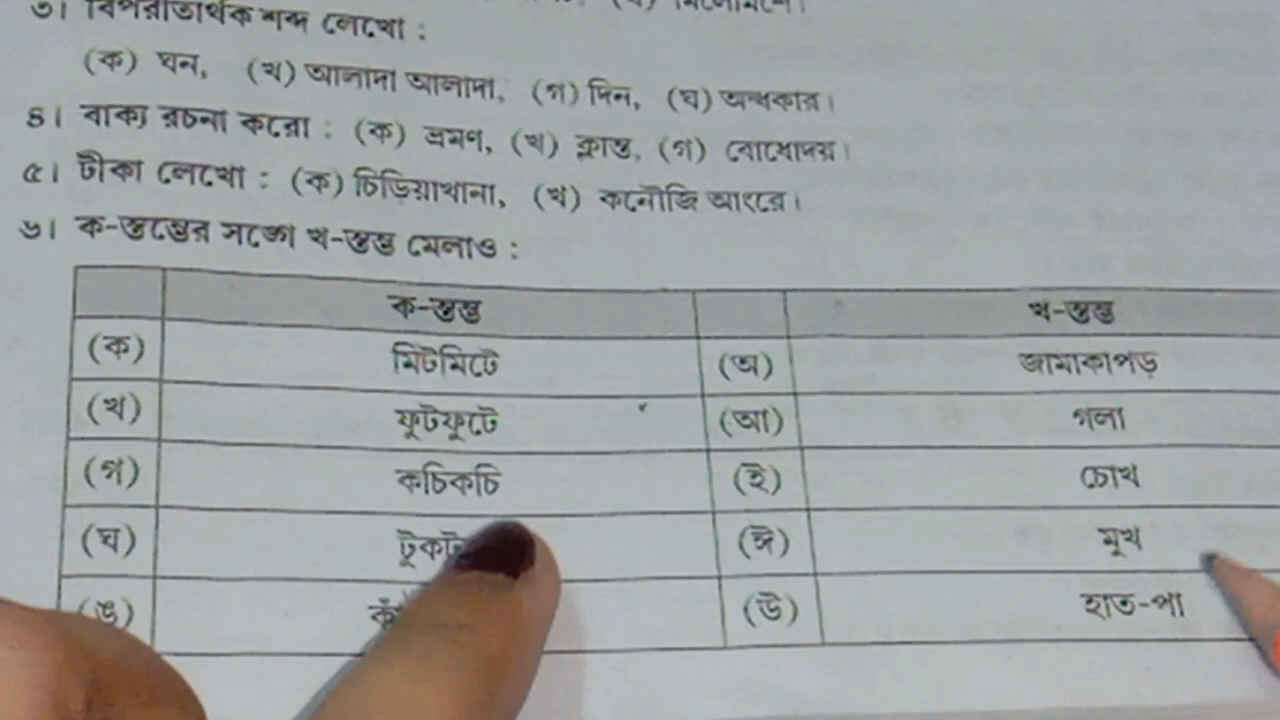 ৩। বিপরীতার্থক শব্দ লেখো :
(ক) ঘন, (খ) আলাদা আলাদা, (গ) দিন, (ঘ) অন্ধকার।
৪। বাক্য রচনা করো : (ক) ভ্রমণ, (খ) ক্লান্ত, (গ) বোধোদয়।
৫। টীকা লেখো : (ক) চিড়িয়াখানা, (খ) কনৌজি আংরে।
৬। ক-স্তম্ভের সঙ্গে খ-স্তম্ভ মেলাও :
ক-স্তম্ভ খ-স্তম্ভ
(ক) মিটমিটে (অ) জামাকাপড়
(খ) ফুটফুটে (আ) গলা
(গ) কচিকচি (ই) চোখ
(ঘ) (ঈ) মুখ
(ঙ) (উ) হাত-পা